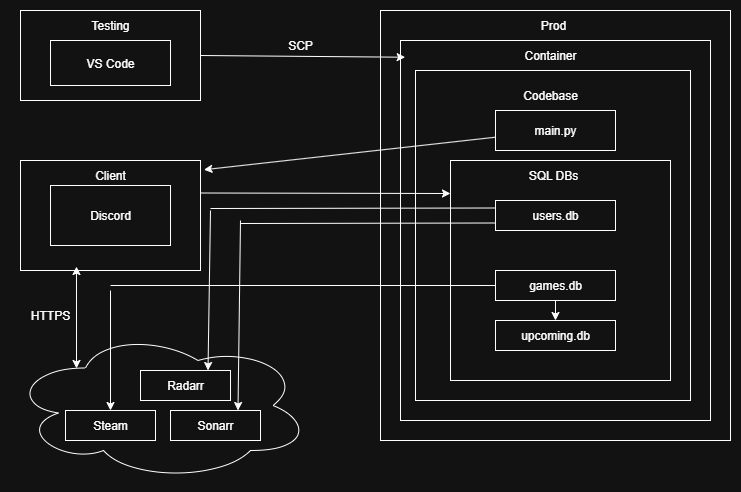 Testing
VS Code
SCP
Prod
Container
Codebase
main.py
Client
Discord
SQL DBs
users.db
games.db
upcoming.db
HTTPS
Radarr
Steam
Sonarr